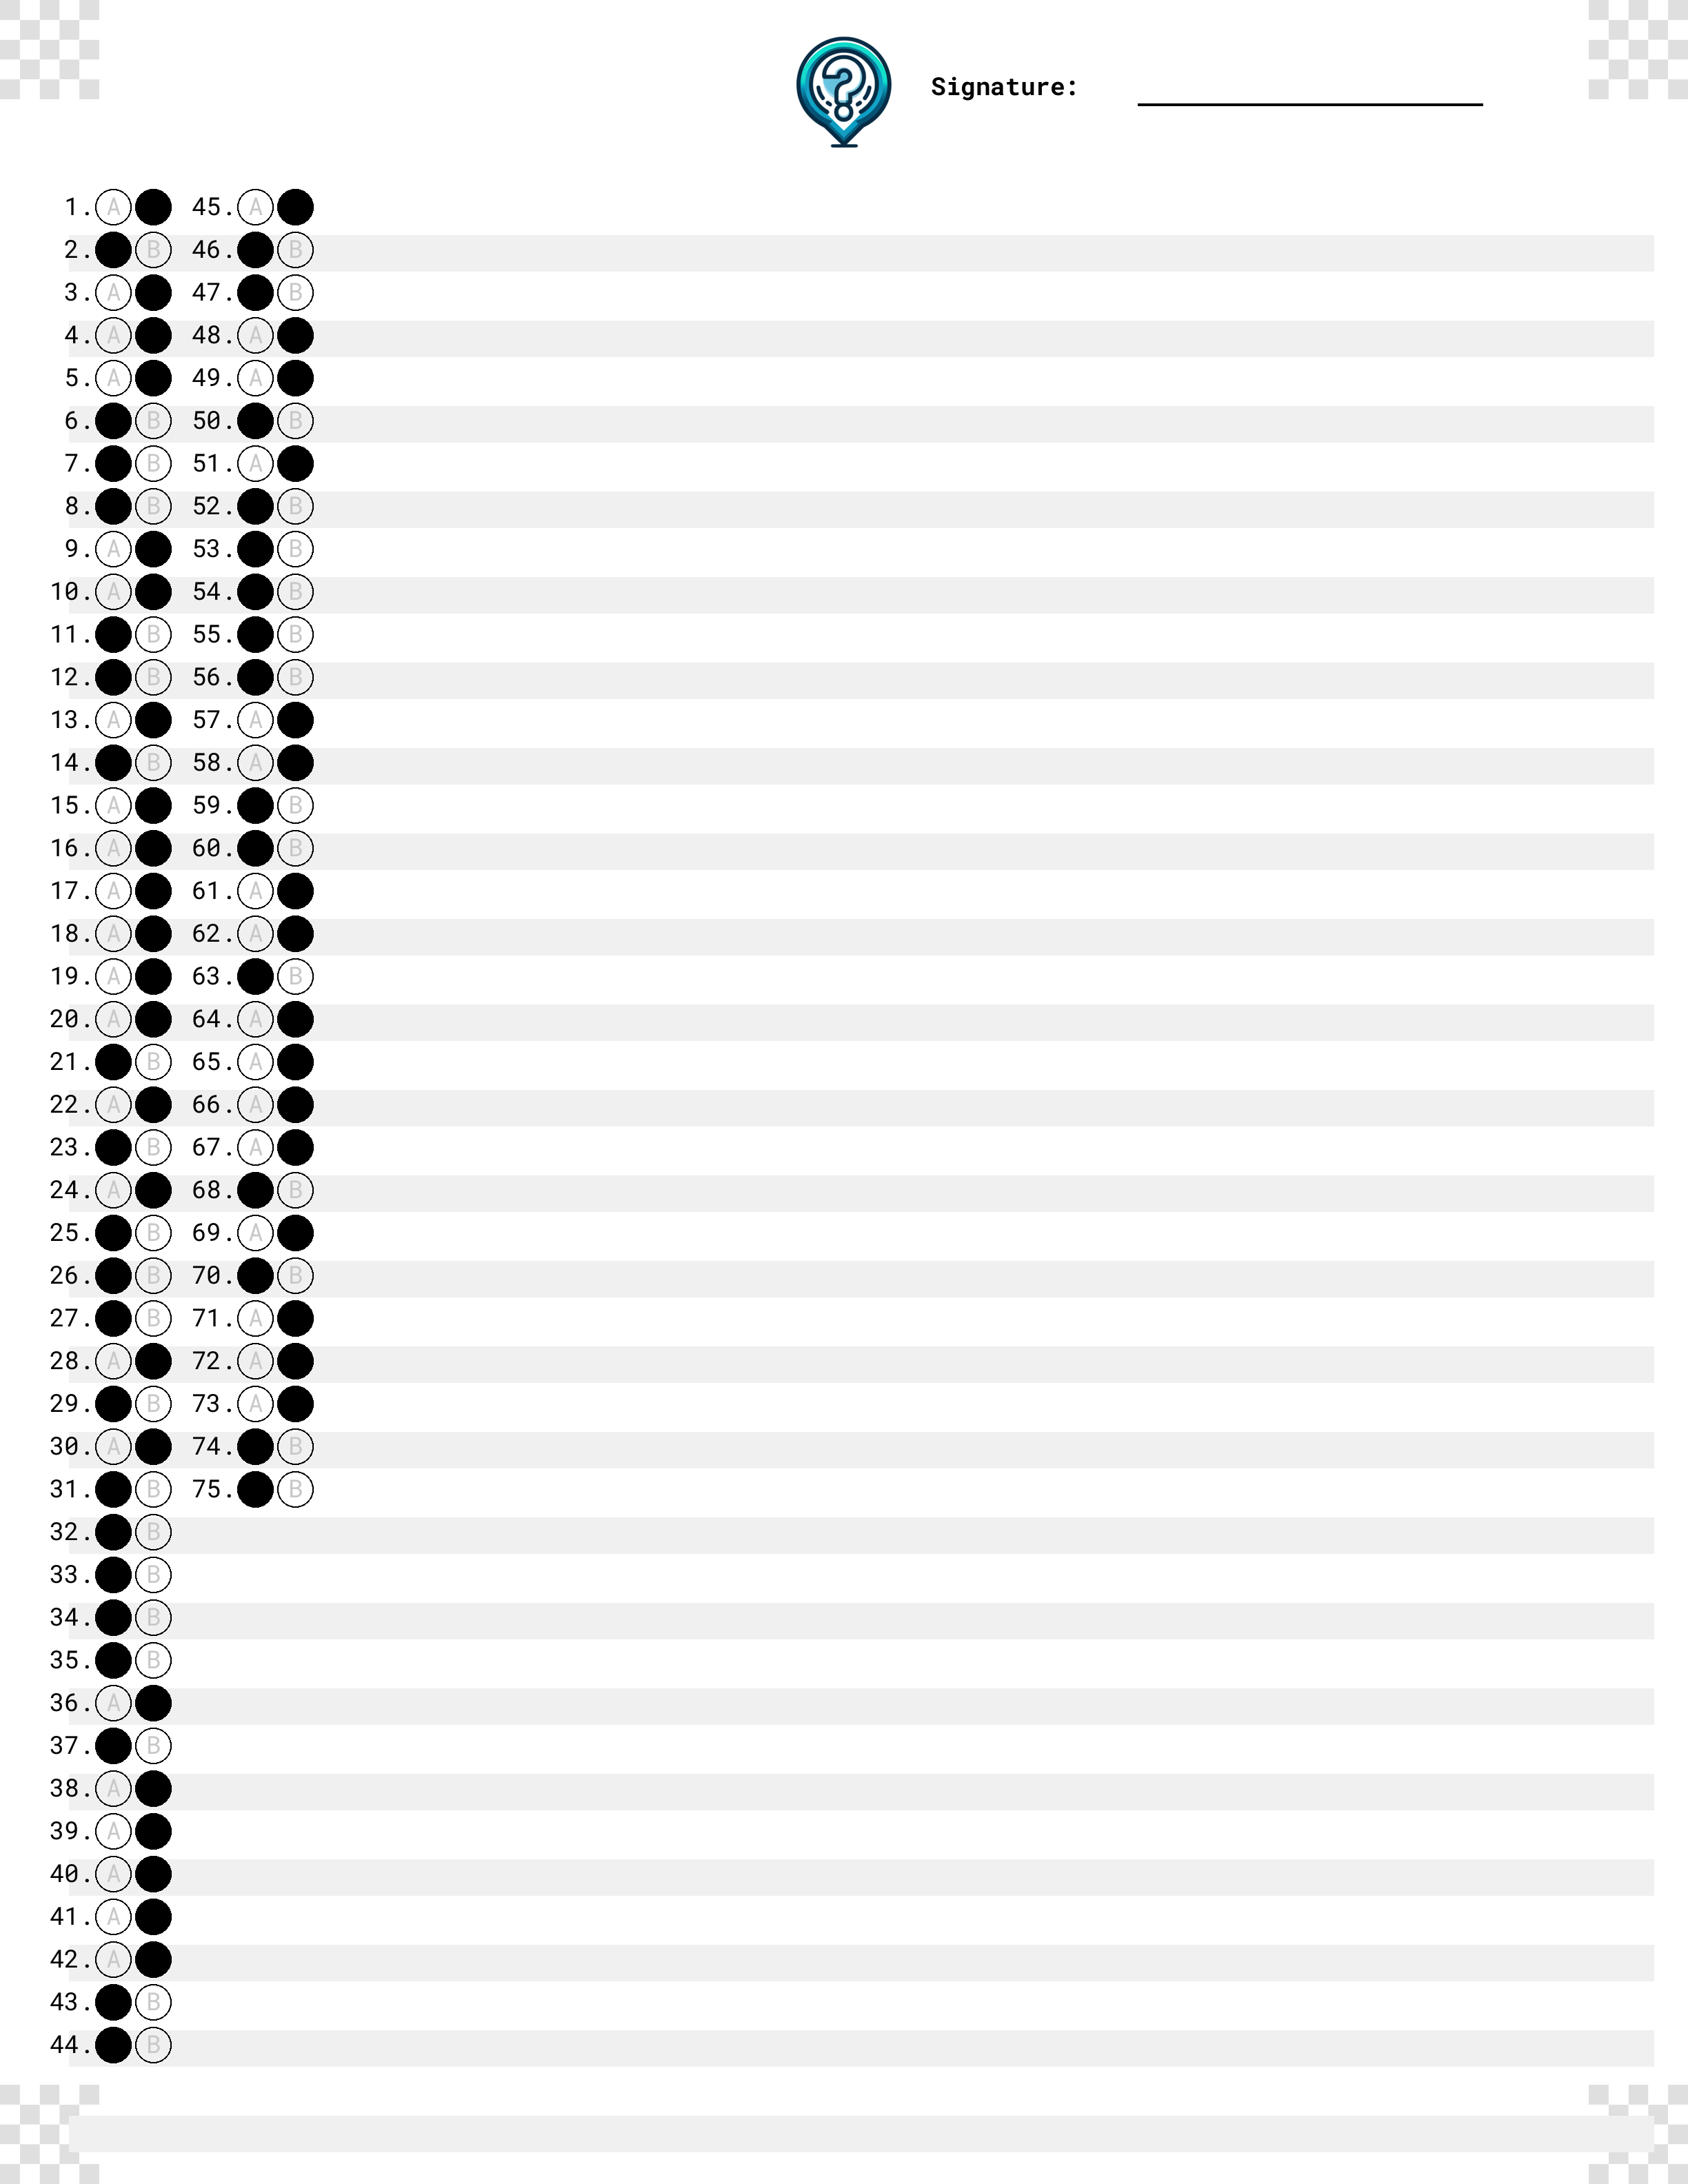 Signature:
1. A 45. A
2. B 46. B
3. A 47. B
4. A 48. A
5. A 49. A
6. B 50. B
7. B 51. A
8. B 52. B
9. A 53. B
10. A 54. B
11. B 55. B
12. B 56. B
13. A 57. A
14. B 58. A
15. A 59. B
16. A 60. B
17. A 61. A
18. A 62. A
19. A 63. B
20. A 64. A
21. B 65. A
22. A 66. A
23. B 67. A
24. A 68. B
25. B 69. A
26. B 70. B
27. B 71. A
28. A 72. A
29. B 73. A
30. A 74. B
31. B 75. B
32. B
33. B
34. B
35. B
36. A
37. B
38. A
39. A
40. A
41. A
42. A
43. B
44. B